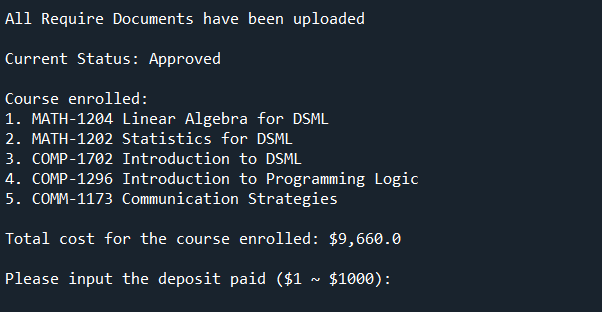 All Require Documents have been uploaded
Current Status: Approved
Course enrolled:
1. MATH-1204 Linear Algebra for DSML
2. MATH-1202 Statistics for DSML
3. COMP-1702 Introduction to DSML
4. COMP-1296 Introduction to Programming Logic
5. COMM-1173 Communication Strategies
Total cost for the course enrolled: $9,660.0
Please input the deposit paid ($1 ~ $1000):